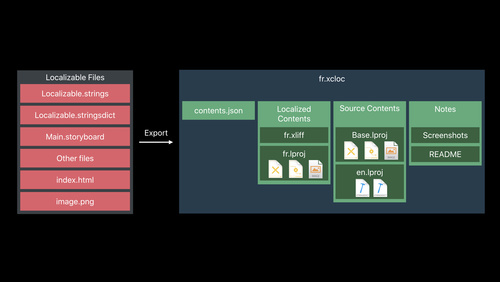 Localizable Files
Localizable.strings
Localizable.stringsdict
Main.storyboard
Other files
index.html
image.png
Export
fr.xcloc
contents.json
Localized
Contents
fr.xliff
fr.lproj
Source Contents
Base.lproj
en.lproj
Notes
Screenshots
README